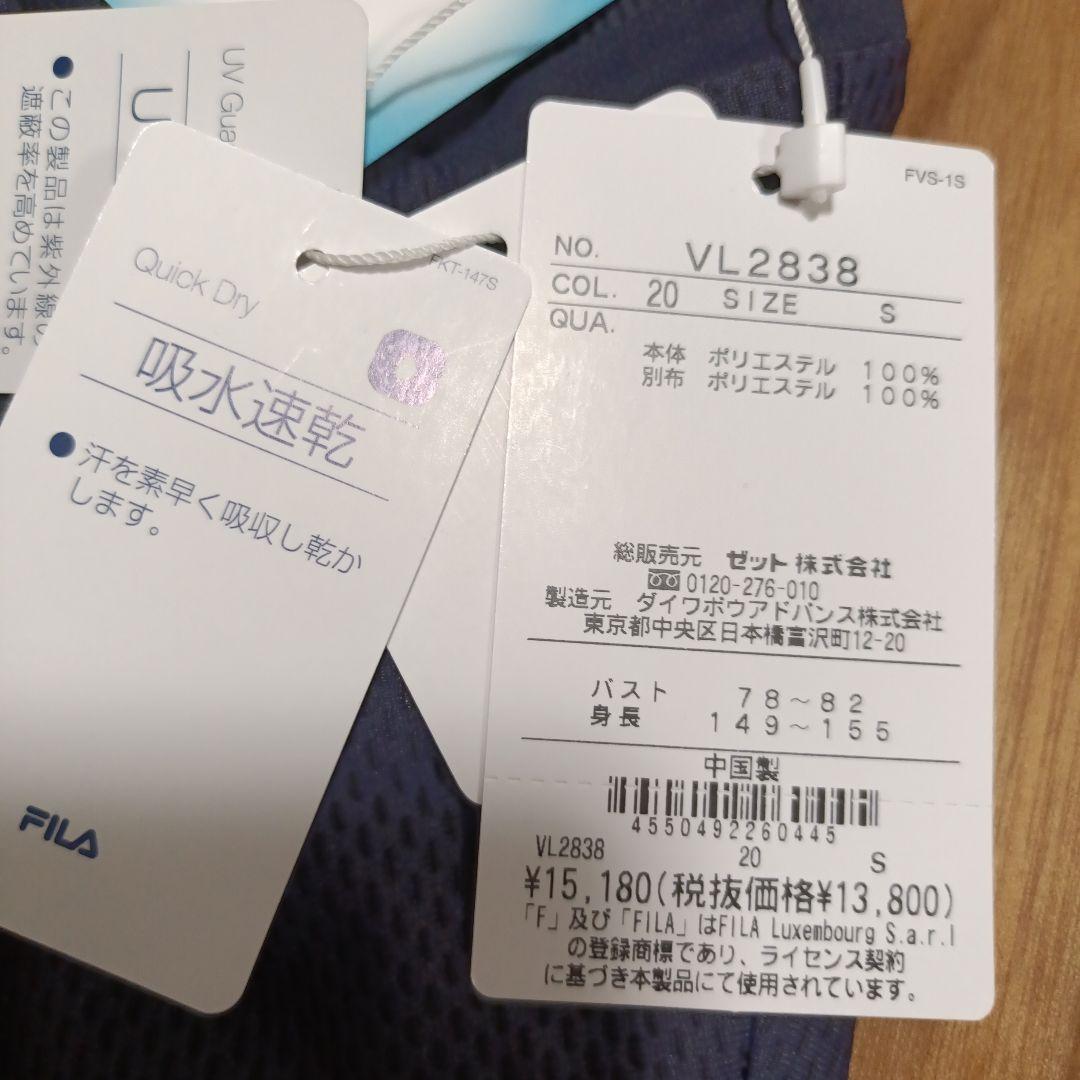 UV Gua
U
●この製品は紫外線
遮蔽率を高めています。
Quick Dry
FKT-147S
吸水速乾
●汗を素早く吸収し乾か
します。
FILA
FVS-1S
NO. VL2838
COL. 20 SIZE S
QUA.
本体 ポリエステル 100%
別布 ポリエステル 100%
総販売元 ゼット株式会社
0120-276-010
製造元 ダイワボウアドバンス株式会社
東京都中央区日本橋富沢町12-20
バスト 78~82
身長 149~155
中国製
4550492260445
VL2838 20 S
¥15,180(税抜価格¥13,800)
「F」及び「FILA」はFILA Luxembourg S.a.r.l
の登録商標であり、ライセンス契約
に基づき本製品にて使用されています。